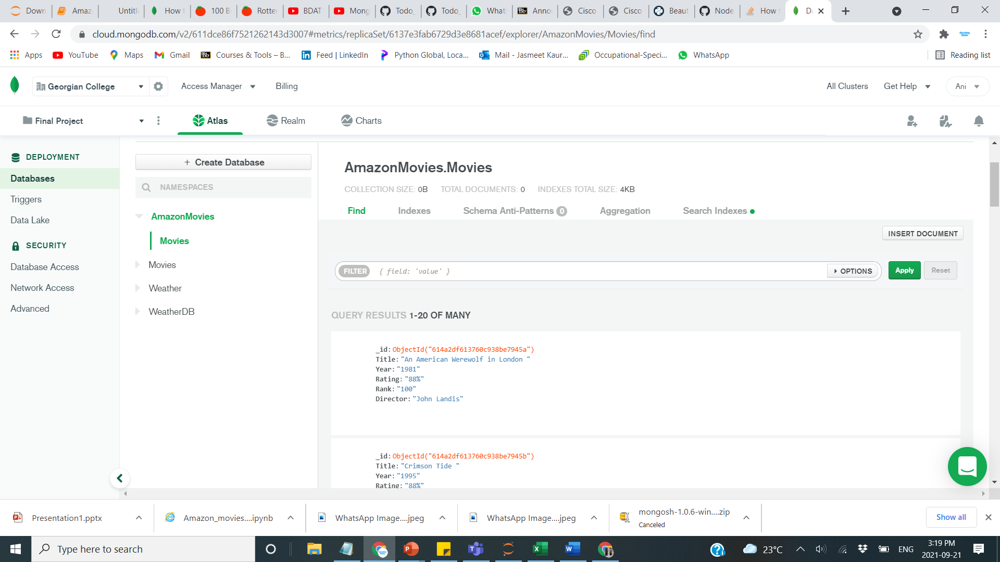 Down
Amaz
Untitl
How t
100 B
Rotte
BDAT
Mong
Todo_
Todo_
What
Anno
Cisco
Cisco
Beaut
Node
How t
Da
cloud.mongodb.com/v2/611dce86f7521262143d3007#metrics/replicaSet/6137e3fab6729d3e8681acef/explorer/AmazonMovies/Movies/find
Apps YouTube Maps Gmail Bb Courses & Tools – B... Feed | LinkedIn Python Global, Loca... Mail - Jasmeet Kaur... Occupational-Speci... WhatsApp Reading list
Georgian College Access Manager Billing All Clusters Get Help Ani
Final Project Atlas Realm Charts
DEPLOYMENT
Databases
Triggers
Data Lake
SECURITY
Database Access
Network Access
Advanced
+ Create Database
NAMESPACES
AmazonMovies
Movies
Movies
Weather
WeatherDB
AmazonMovies.Movies
COLLECTION SIZE: 0B TOTAL DOCUMENTS: 0 INDEXES TOTAL SIZE: 4KB
Find Indexes Schema Anti-Patterns 0 Aggregation Search Indexes
INSERT DOCUMENT
FILTER { field: 'value' } OPTIONS Apply Reset
QUERY RESULTS 1-20 OF MANY
_id: ObjectId("614a2df613760c938be7945a")
Title: "An American Werewolf in London "
Year: "1981"
Rating: "88%"
Rank: "100"
Director: "John Landis"
_id: ObjectId("614a2df613760c938be7945b")
Title: "Crimson Tide "
Year: "1995"
Rating: "88%"
Presentation1.pptx Amazon_movies....ipynb WhatsApp Image....jpeg WhatsApp Image....jpeg mongosh-1.0.6-win....zip
Canceled
Show all
Type here to search
23°C ENG 3:19 PM
2021-09-21